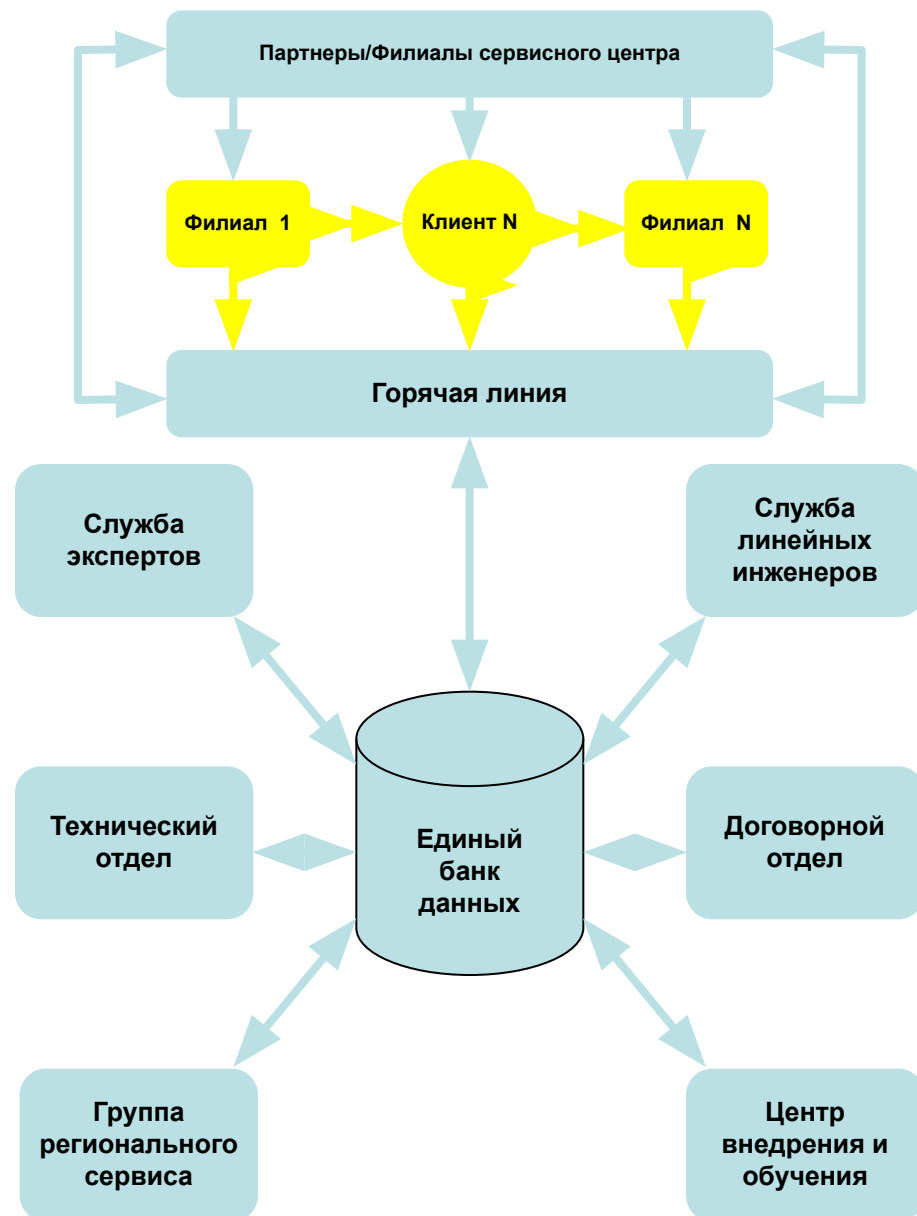 Партнеры/Филиалы сервисного центра
Филиал 1
Клиент N
Филиал N
Горячая линия
Служба
экспертов
Служба
линейных
инженеров
Технический
отдел
Единый
банк
данных
Договорной
отдел
Группа
регионального
сервиса
Центр
внедрения и
обучения